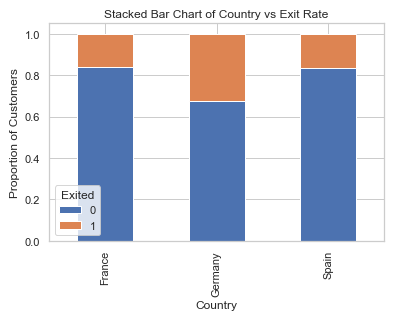 Stacked Bar Chart of Country vs Exit Rate
Proportion of Customers
1.0
0.8
0.6
0.4
0.2
0.0
Exited
0
1
France
Germany
Spain
Country